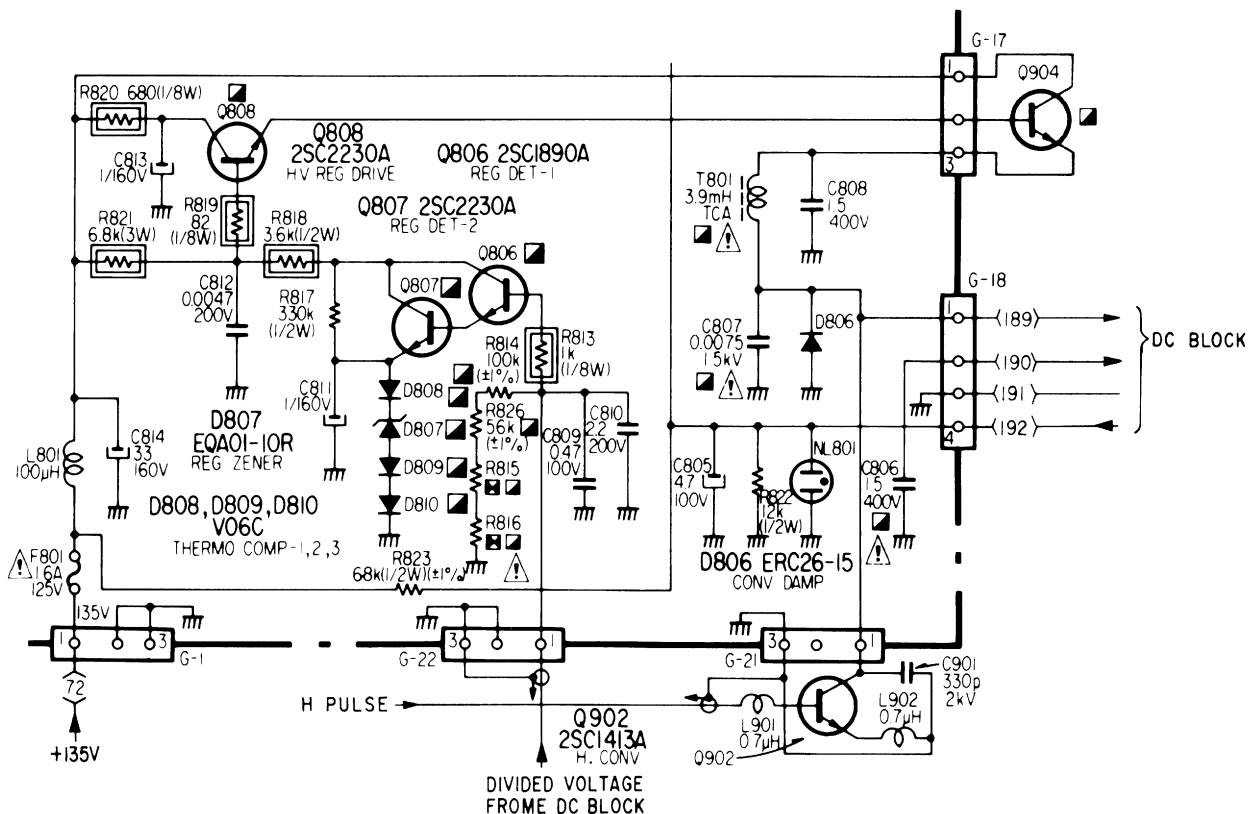 G-17
1
Q904
3
R820 680(1/8W)
Q808
C813
1/160V
Q808
2SC2230A
HV REG DRIVE
Q806 2SC1890A
REG DET-1
R819
82
(1/8W)
R818
3.6k(1/2W)
R821
6.8k(3W)
Q807 2SC2230A
REG DET-2
T801
3.9mH
TCA
C808
1.5
400V
Q806
Q807
C812
0.0047
200V
R817
330k
(1/2W)
R814
100k
(±1%)
R813
1k
(1/8W)
C807
0.0075
1.5kV
D806
G-18
1
4
(189)
(190)
(191)
(192)
DC BLOCK
C811
1/160V
D808
D807
D809
D810
R826
56k
(±1%)
R815
R816
C809
0.47
100V
C810
2.2
200V
D807
EQA01-10R
REG ZENER
L801
100µH
C814
33
160V
D808, D809, D810
V06C
THERMO COMP-1,2,3
C805
4.7
100V
R822
12k
(1/2W)
NL801
C806
1.5
400V
R823
68k(1/2W)(±1%)
D806 ERC26-15
CONV DAMP
F801
1.6A
125V
135V
1
3
G-1
3
1
G-22
3
1
G-21
72
+135V
H PULSE
Q902
2SC1413A
H. CONV
L901
0.7µH
L902
0.7µH
C901
330p
2kV
Q902
DIVIDED VOLTAGE
FROME DC BLOCK